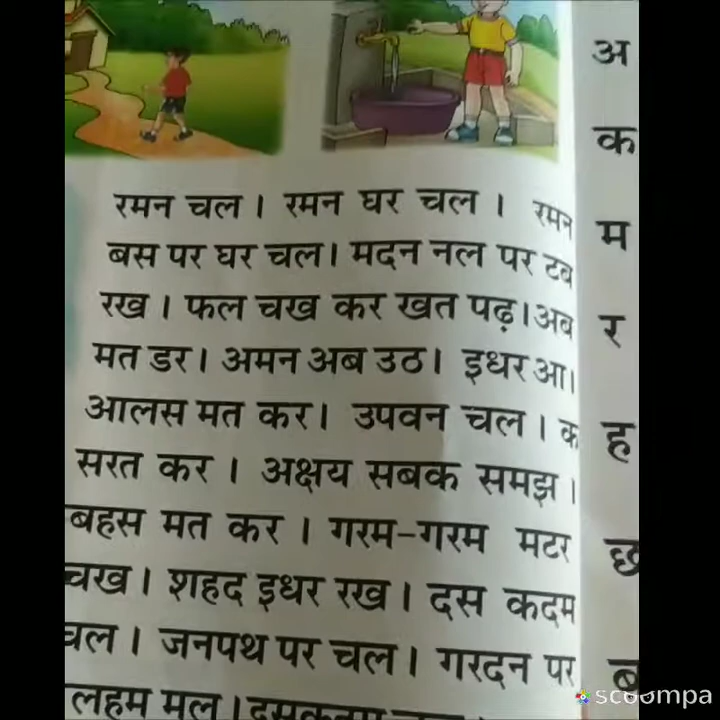 रमन चल । रमन घर चल । रमन
बस पर घर चल। मदन नल पर टब
रख । फल चख कर खत पढ़।अब
मत डर। अमन अब उठ। इधर आ।
आलस मत कर। उपवन चल । क
सरत कर । अक्षय सबक समझ ।
बहस मत कर । गरम-गरम मटर
चख। शहद इधर रख । दस कदम
चल । जनपथ पर चल। गरदन पर
लहम मल।
अ
क
म
र
ह
छ
ब
scoompa